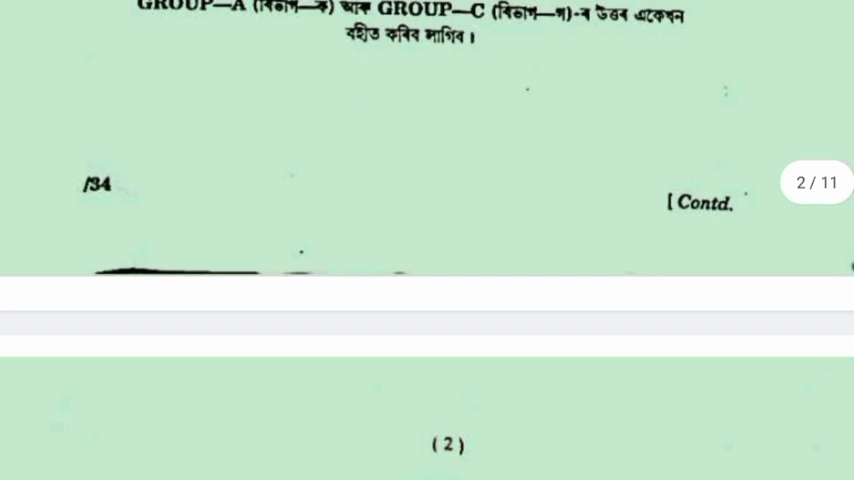 GROUP—A (বিভাগ—ক) আৰু GROUP—C (বিভাগ—গ)-ৰ উত্তৰ একেখন
বহীত কৰিব লাগিব।
/34
[ Contd.
2 / 11
( 2 )